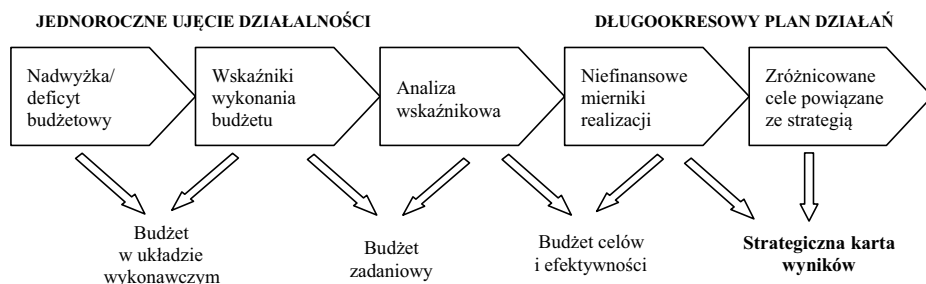 JEDNOROCZNE UJĘCIE DZIAŁALNOŚCI
DŁUGOOKRESOWY PLAN DZIAŁAŃ
Nadwyżka/
deficyt
budżetowy
Wskaźniki
wykonania
budżetu
Analiza
wskaźnikowa
Niefinansowe
mierniki
realizacji
Zróżnicowane
cele powiązane
ze strategią
Budżet
w układzie
wykonawczym
Budżet
zadaniowy
Budżet celów
i efektywności
Strategiczna karta
wyników